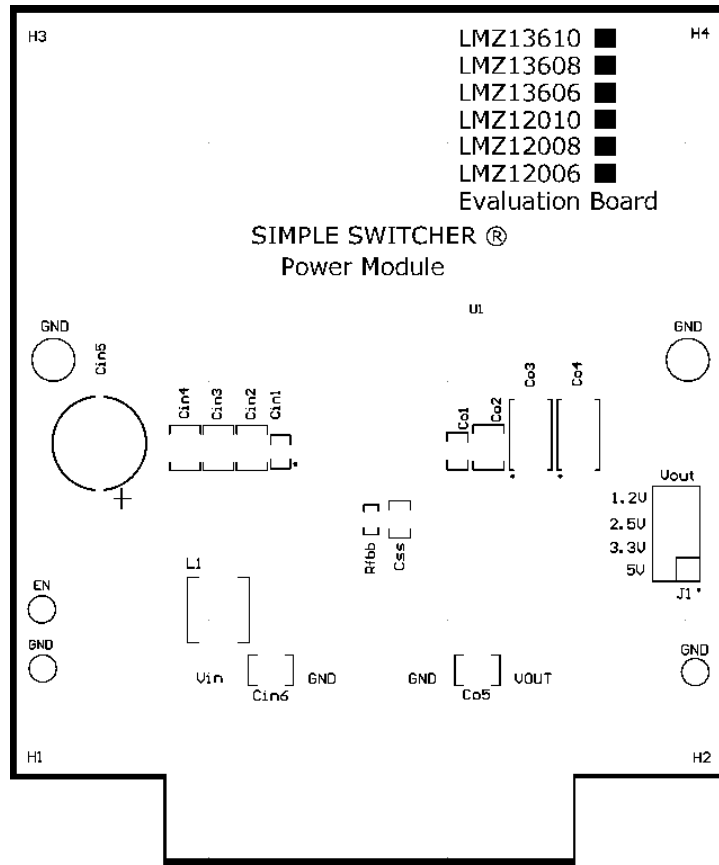 H3
LMZ13610
H4
LMZ13608
LMZ13606
LMZ12010
LMZ12008
LMZ12006
Evaluation Board
SIMPLE SWITCHER ®
Power Module
U1
GND
GND
Cin5
Cin4
Cin3
Cin2
Cin1
Co1
Co2
Co3
Co4
+
Vout
1.2V
2.5V
3.3V
5V
J1
Rfbb
Css
L1
EN
GND
GND
Vin
Cin6
GND
GND
Co5
VOUT
H1
H2